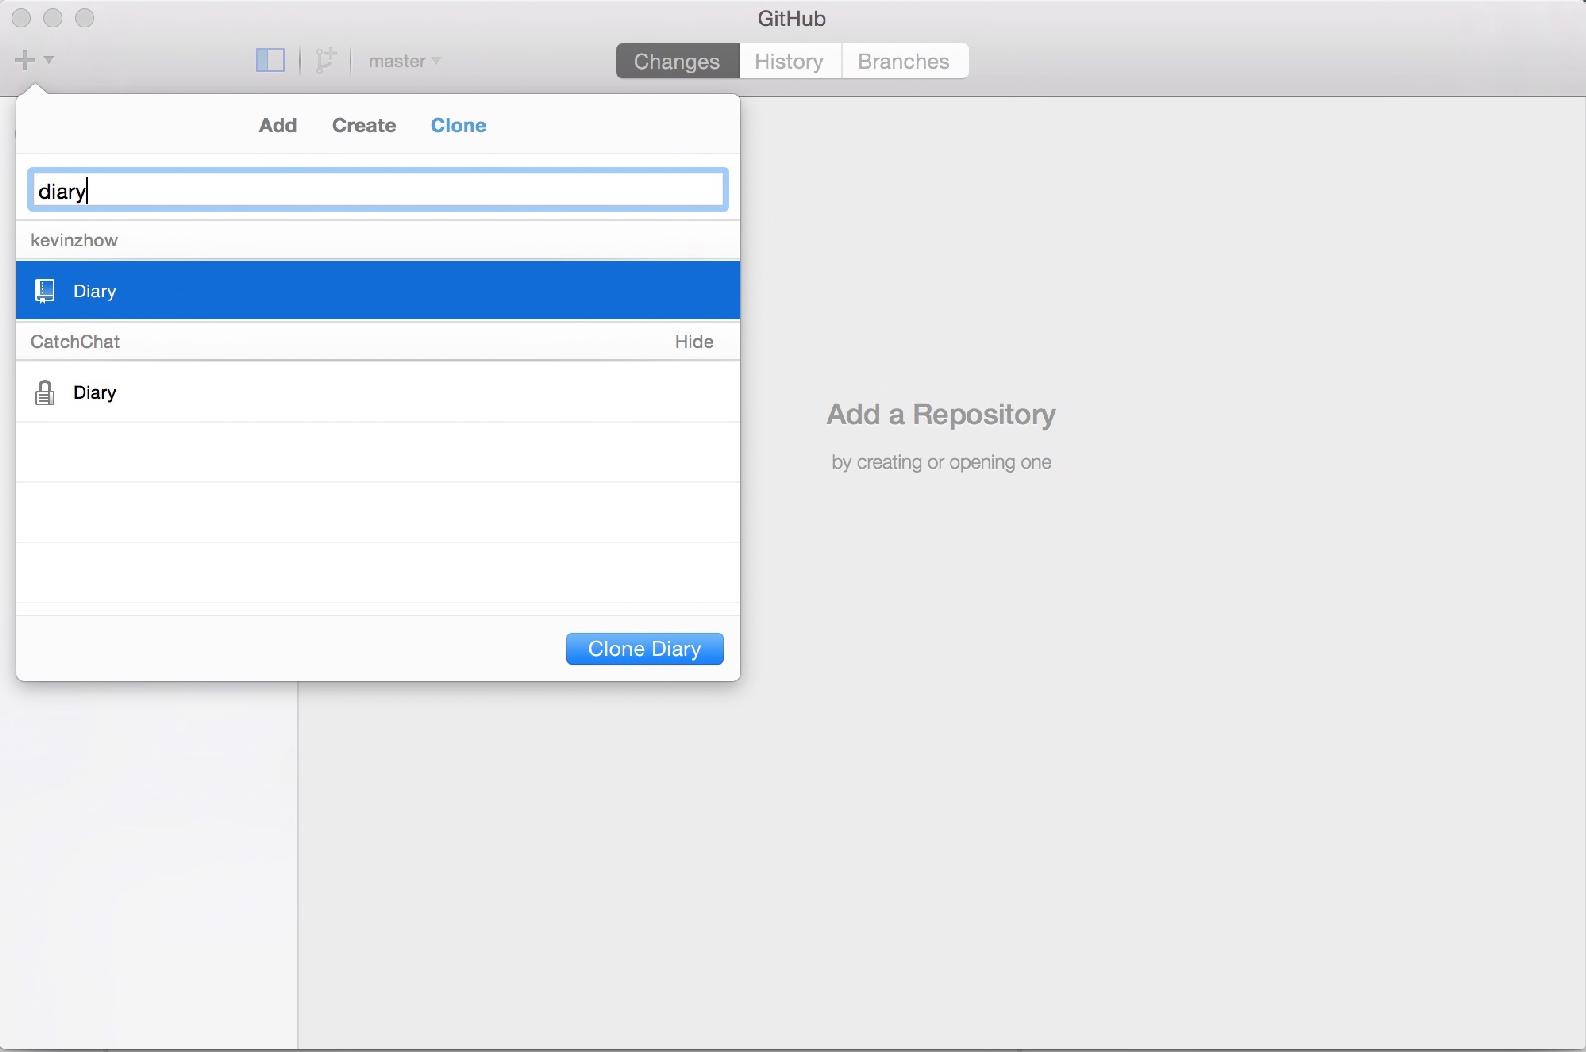 GitHub
master
Changes History Branches
Add Create Clone
diary
kevinzhow
Diary
CatchChat Hide
Diary
Clone Diary
Add a Repository
by creating or opening one